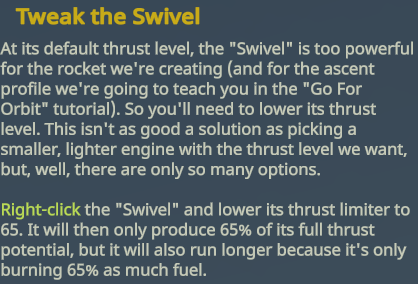 Tweak the Swivel
At its default thrust level, the "Swivel" is too powerful
for the rocket we're creating (and for the ascent
profile we're going to teach you in the "Go For
Orbit" tutorial). So you'll need to lower its thrust
level. This isn't as good a solution as picking a
smaller, lighter engine with the thrust level we want,
but, well, there are only so many options.
Right-click the "Swivel" and lower its thrust limiter to
65. It will then only produce 65% of its full thrust
potential, but it will also run longer because it's only
burning 65% as much fuel.